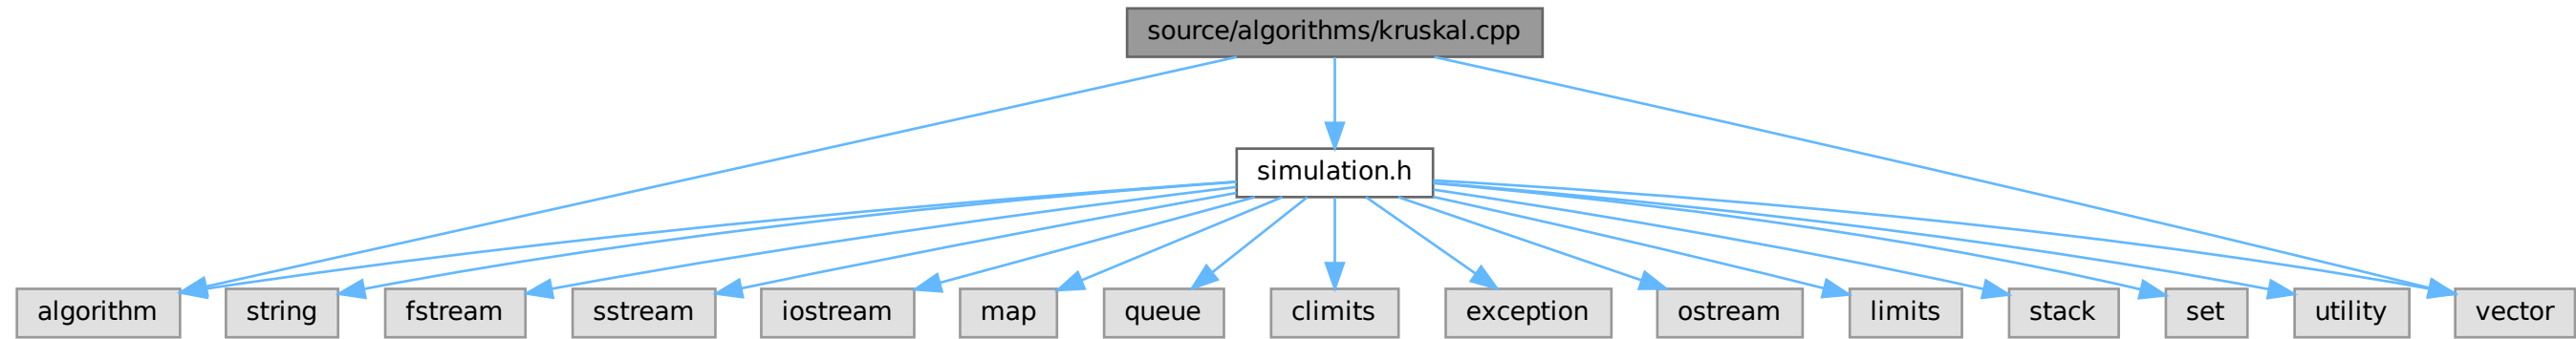 source/algorithms/kruskal.cpp
simulation.h
algorithm
string
fstream
sstream
iostream
map
queue
climits
exception
ostream
limits
stack
set
utility
vector